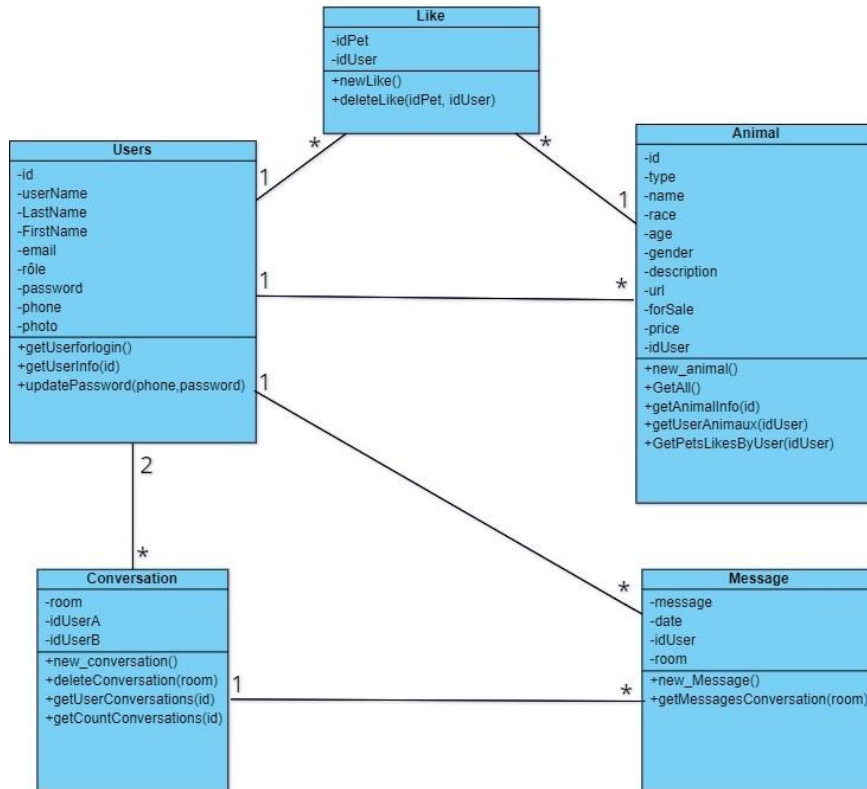 Like
-idPet
-idUser
+newLike()
+deleteLike(idPet, idUser)
*
*
1
1
Users
-id
-userName
-LastName
-FirstName
-email
-rôle
-password
-phone
-photo
+getUserforlogin()
+getUserInfo(id)
+updatePassword(phone,password)
Animal
-id
-type
-name
-race
-age
-gender
-description
-url
-forSale
-price
-idUser
+new_animal()
+GetAll()
+getAnimalInfo(id)
+getUserAnimaux(idUser)
+GetPetsLikesByUser(idUser)
1
*
1
*
2
*
Conversation
-room
-idUserA
-idUserB
+new_conversation()
+deleteConversation(room)
+getUserConversations(id)
+getCountConversations(id)
1
*
Message
-message
-date
-idUser
-room
+new_Message()
+getMessagesConversation(room)